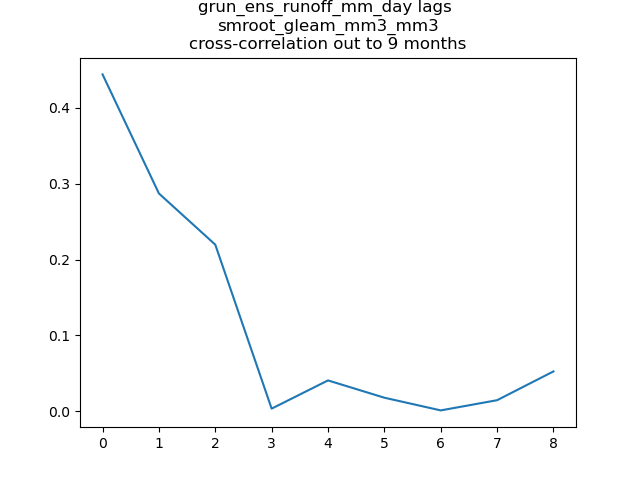 grun_ens_runoff_mm_day lags
smroot_gleam_mm3_mm3
cross-correlation out to 9 months
0.4
0.3
0.2
0.1
0.0
0 1 2 3 4 5 6 7 8